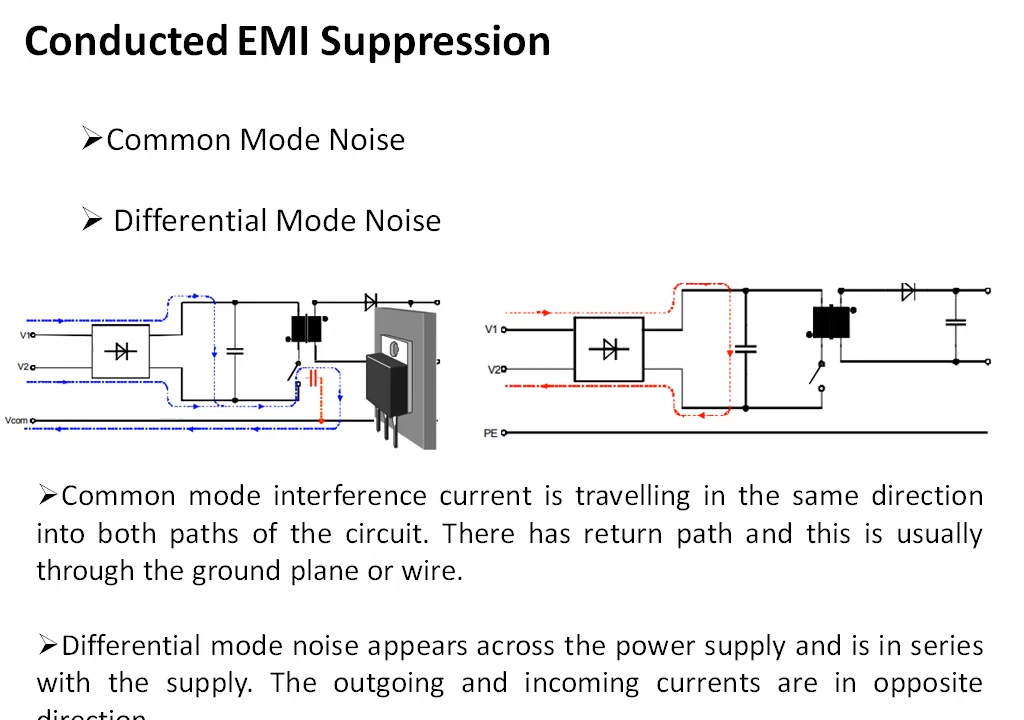 Conducted EMI Suppression
➢Common Mode Noise
➢ Differential Mode Noise
V1
V2
Vcom
V1
V2
PE
➢Common mode interference current is travelling in the same direction
into both paths of the circuit. There has return path and this is usually
through the ground plane or wire.
➢Differential mode noise appears across the power supply and is in series
with the supply. The outgoing and incoming currents are in opposite
direction.